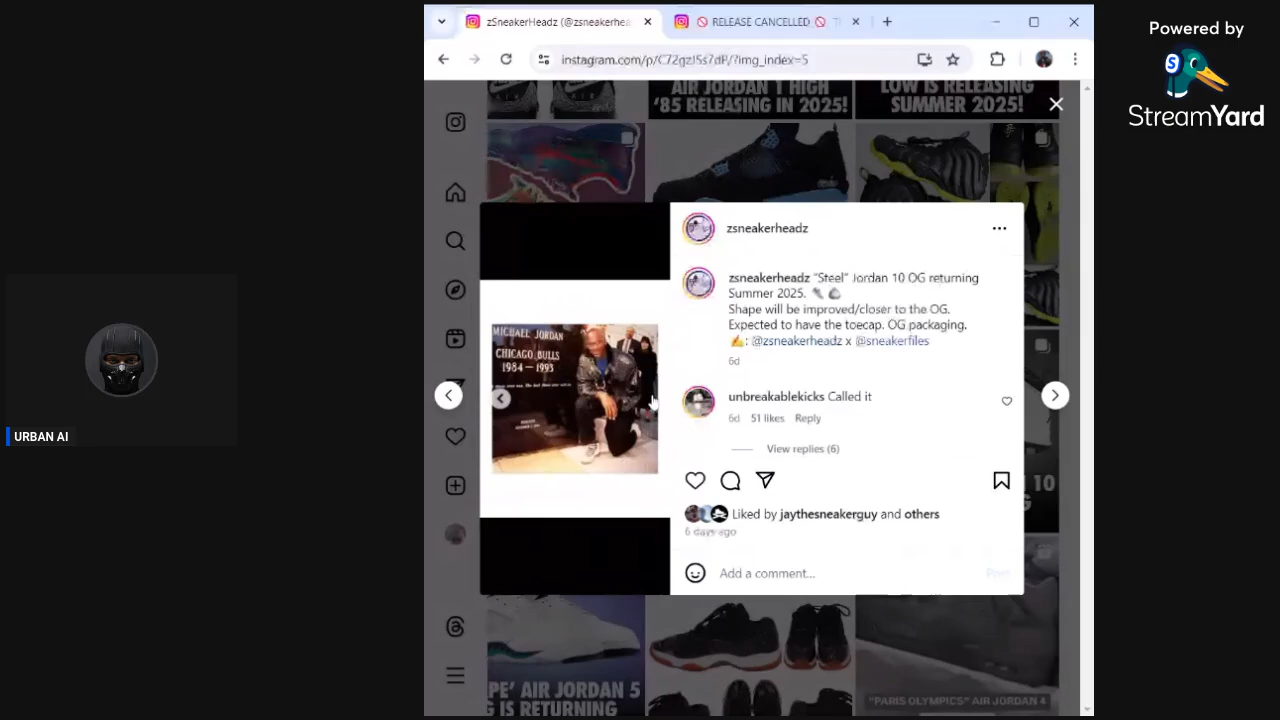 zSneakerHeadz (@zsneakerhea
RELEASE CANCELLED
instagram.com/p/C72gzJSs7dP/?img_index=5
Powered by
StreamYard
AIR JORDAN 1 HIGH
'85 RELEASING IN 2025!
LOW IS RELEASING
SUMMER 2025!
zsneakerheadz
zsneakerheadz "Steel" Jordan 10 OG returning
Summer 2025.
Shape will be improved/closer to the OG.
Expected to have the toecap. OG packaging.
: @zsneakerheadz x @sneakerfiles
6d
MICHAEL JORDAN
CHICAGO BULLS
1984 — 1993
unbreakablekicks Called it
6d 51 likes Reply
View replies (6)
Liked by jaythesneakerguy and others
6 days ago
Add a comment...
Post
URBAN AI
10
G
PE' AIR JORDAN 5
G IS RETURNING
"PARIS OLYMPICS" AIR JORDAN 4